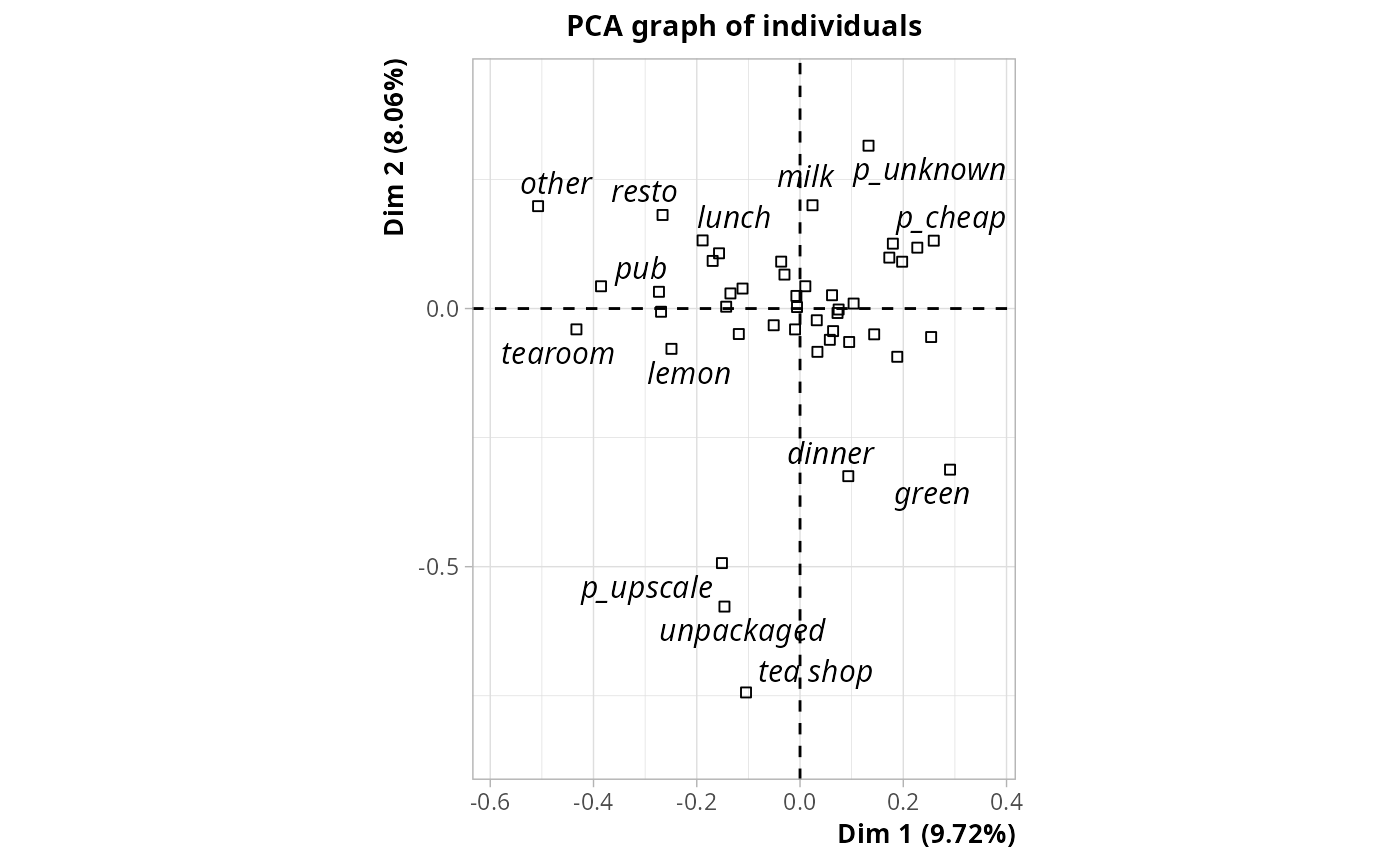 PCA graph of individuals
Dim 2 (8.06%)
p_unknown
milk
other
resto
lunch
p_cheap
pub
0.0
tearoom
lemon
dinner
green
-0.5
p_upscale
unpackaged
tea shop
-0.6
-0.4
-0.2
0.0
0.2
0.4
Dim 1 (9.72%)